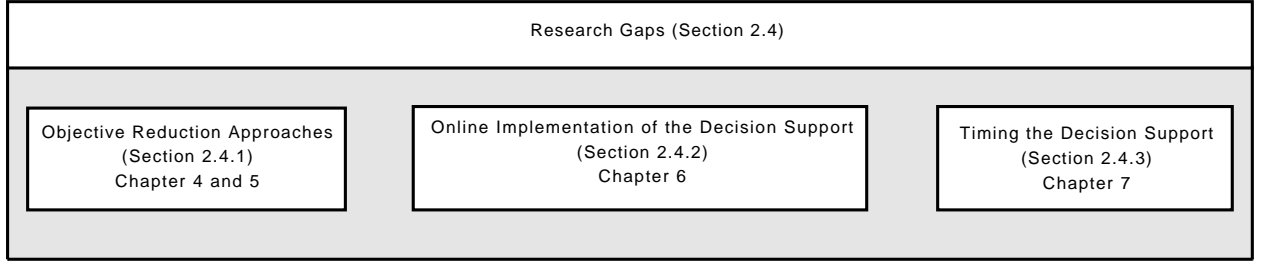 Research Gaps (Section 2.4)
Objective Reduction Approaches
(Section 2.4.1)
Chapter 4 and 5
Online Implementation of the Decision Support
(Section 2.4.2)
Chapter 6
Timing the Decision Support
(Section 2.4.3)
Chapter 7